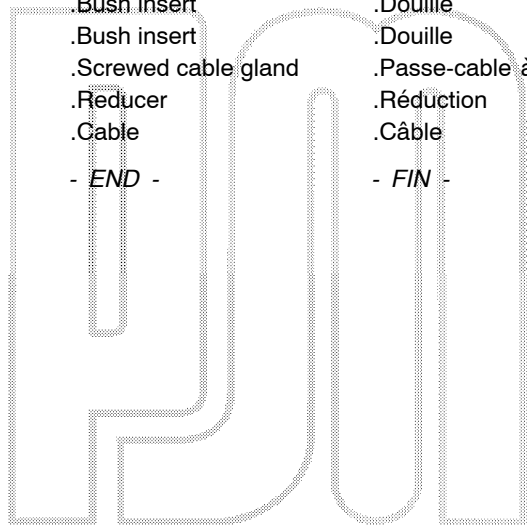 .Bush insert .Douille
.Bush insert .Douille
.Screwed cable gland .Passe-cable à
.Reducer .Réduction
.Cable .Câble
- END - - FIN -